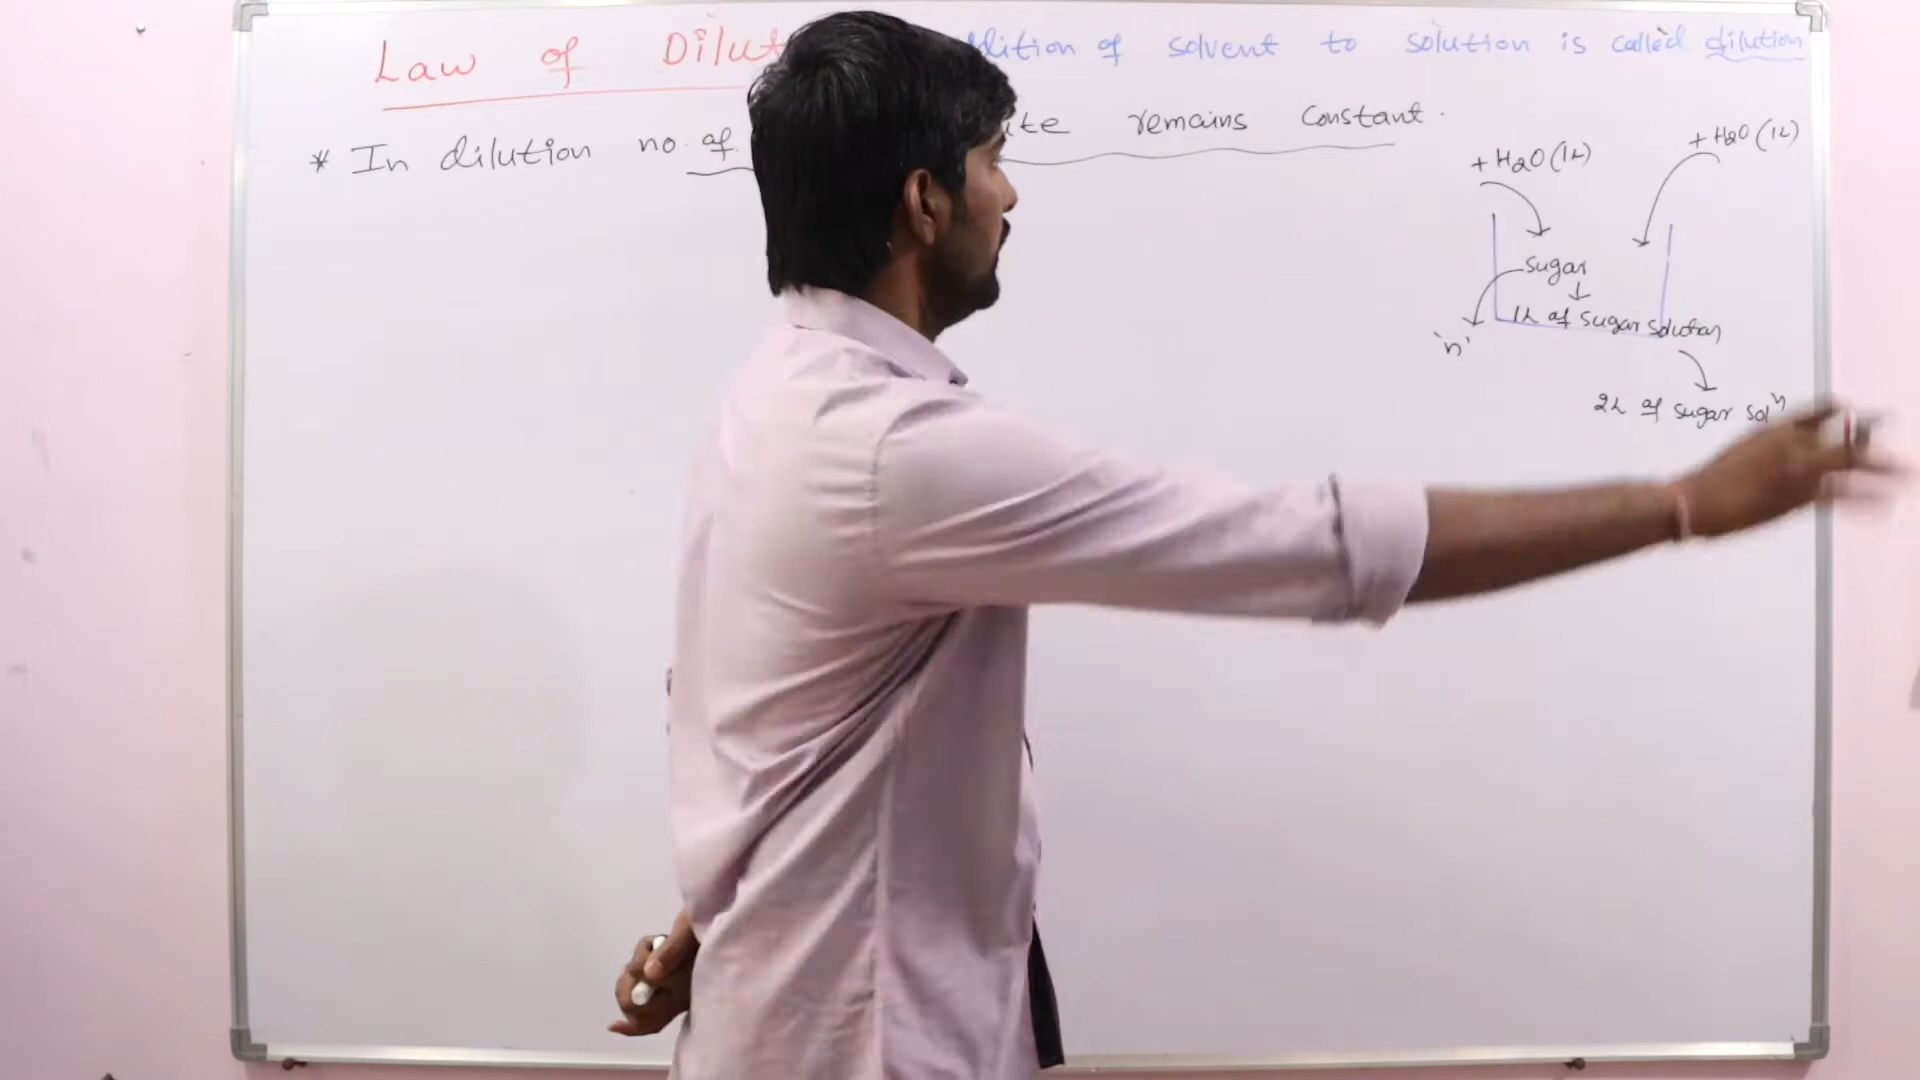 Law of Dilut
dition of solvent to solution is called dilution
* In dilution no. of
ute remains constant.
+ H2O (1L)
+ H2O (1L)
sugar
↓
1L of sugar solution
'n'
2L of sugar solⁿ